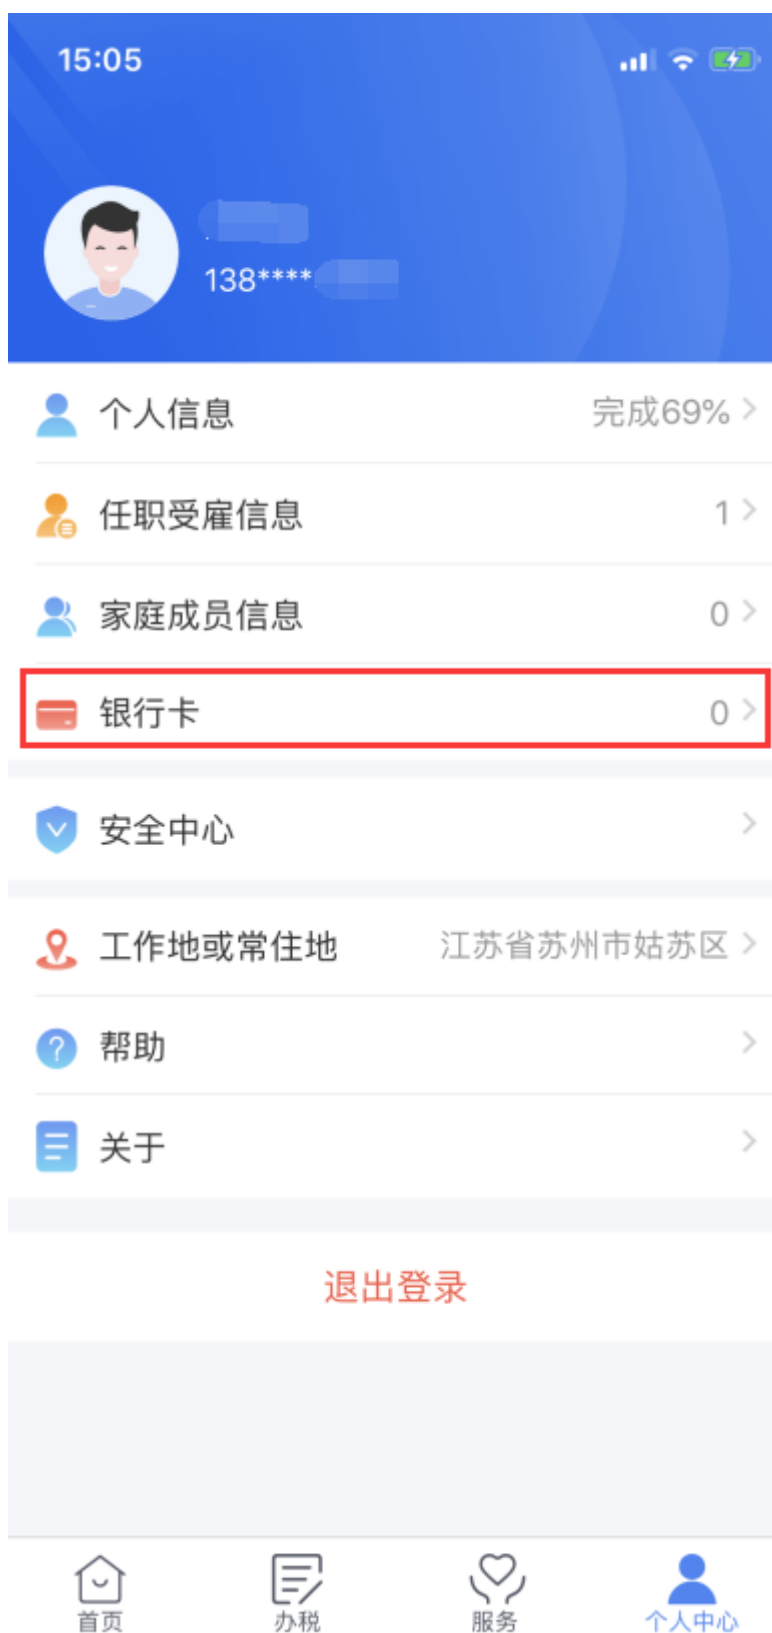 15:05
138****
个人信息 完成69%
任职受雇信息 1
家庭成员信息 0
银行卡 0
安全中心
工作地或常住地 江苏省苏州市姑苏区
帮助
关于
退出登录
首页 办税 服务 个人中心